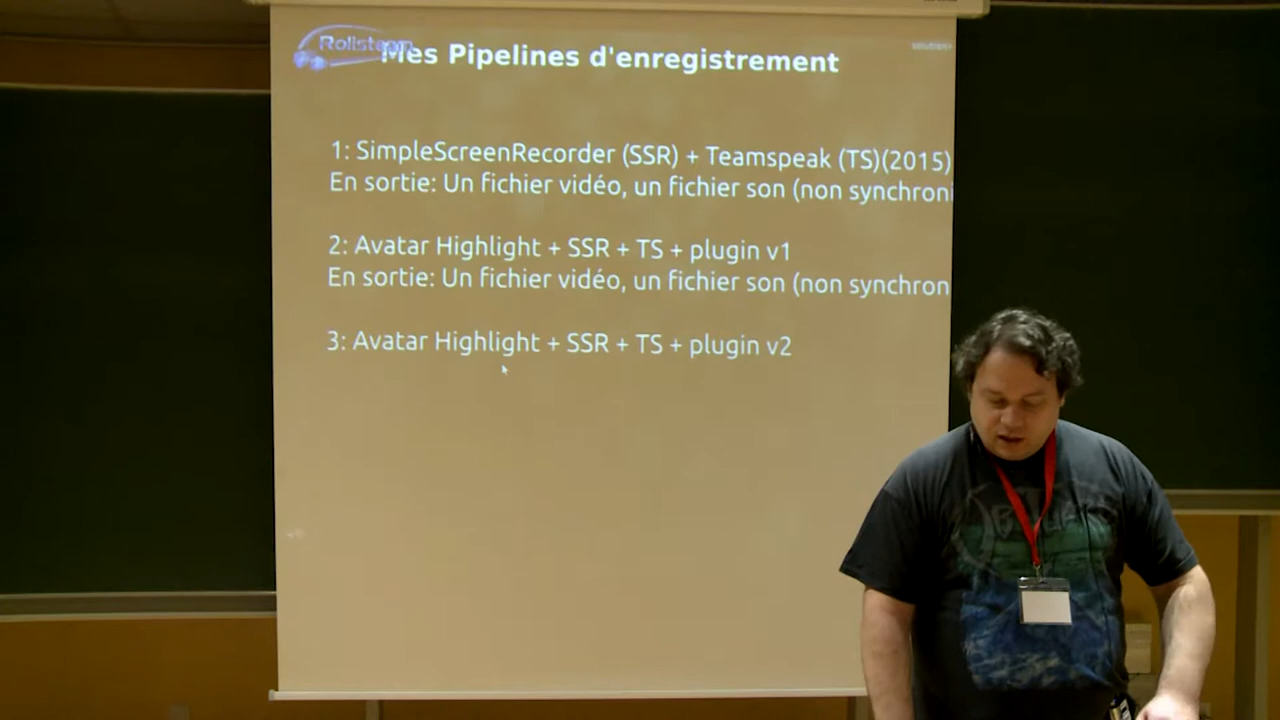 Rolisteam
Mes Pipelines d'enregistrement
1: SimpleScreenRecorder (SSR) + Teamspeak (TS)(2015)
En sortie: Un fichier vidéo, un fichier son (non synchroni
2: Avatar Highlight + SSR + TS + plugin v1
En sortie: Un fichier vidéo, un fichier son (non synchron
3: Avatar Highlight + SSR + TS + plugin v2